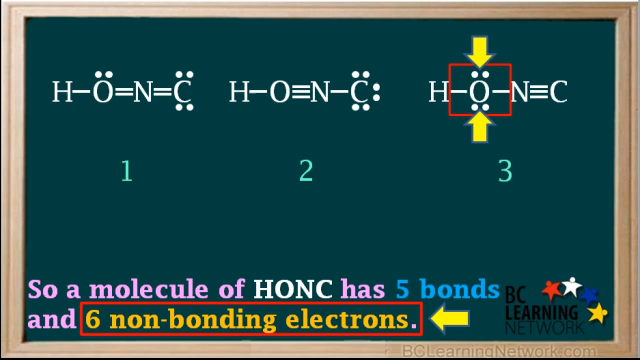 H–Ö=N=C̈ H–O≡N–C̈: H–Ö–N≡C
1 2 3
So a molecule of HONC has 5 bonds
and 6 non-bonding electrons.
BC
LEARNING
NETWORK
BCLearningNetwork.com